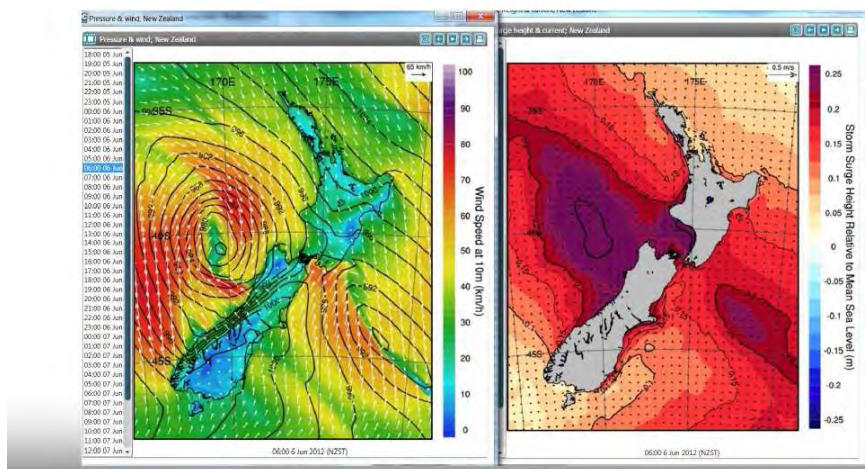 Pressure & wind; New Zealand
Pressure & wind; New Zealand
18:00 05 Jun
19:00 05 Jun
20:00 05 Jun
21:00 05 Jun
22:00 05 Jun
23:00 05 Jun
00:00 06 Jun
01:00 06 Jun
02:00 06 Jun
03:00 06 Jun
04:00 06 Jun
05:00 06 Jun
06:00 06 Jun
07:00 06 Jun
08:00 06 Jun
09:00 06 Jun
10:00 06 Jun
11:00 06 Jun
12:00 06 Jun
13:00 06 Jun
14:00 06 Jun
15:00 06 Jun
16:00 06 Jun
17:00 06 Jun
18:00 06 Jun
19:00 06 Jun
20:00 06 Jun
21:00 06 Jun
22:00 06 Jun
23:00 06 Jun
00:00 07 Jun
01:00 07 Jun
02:00 07 Jun
03:00 07 Jun
04:00 07 Jun
05:00 07 Jun
06:00 07 Jun
07:00 07 Jun
08:00 07 Jun
09:00 07 Jun
10:00 07 Jun
11:00 07 Jun
12:00 07 Jun
170E
175E
65 km/h
35S
40S
45S
100
90
80
70
60
50
40
30
20
10
0
Wind Speed at 10m (km/h)
06:00 6 Jun 2012 (NZST)
height & current; New Zealand
surge height & current; New Zealand
170E
175E
0.5 m/s
35S
40S
45S
0.15
0.15
0.15
0.25
0.2
0.15
0.1
0.05
0
-0.05
-0.1
-0.15
-0.2
-0.25
Storm Surge Height Relative to Mean Sea Level (m)
06:00 6 Jun 2012 (NZST)